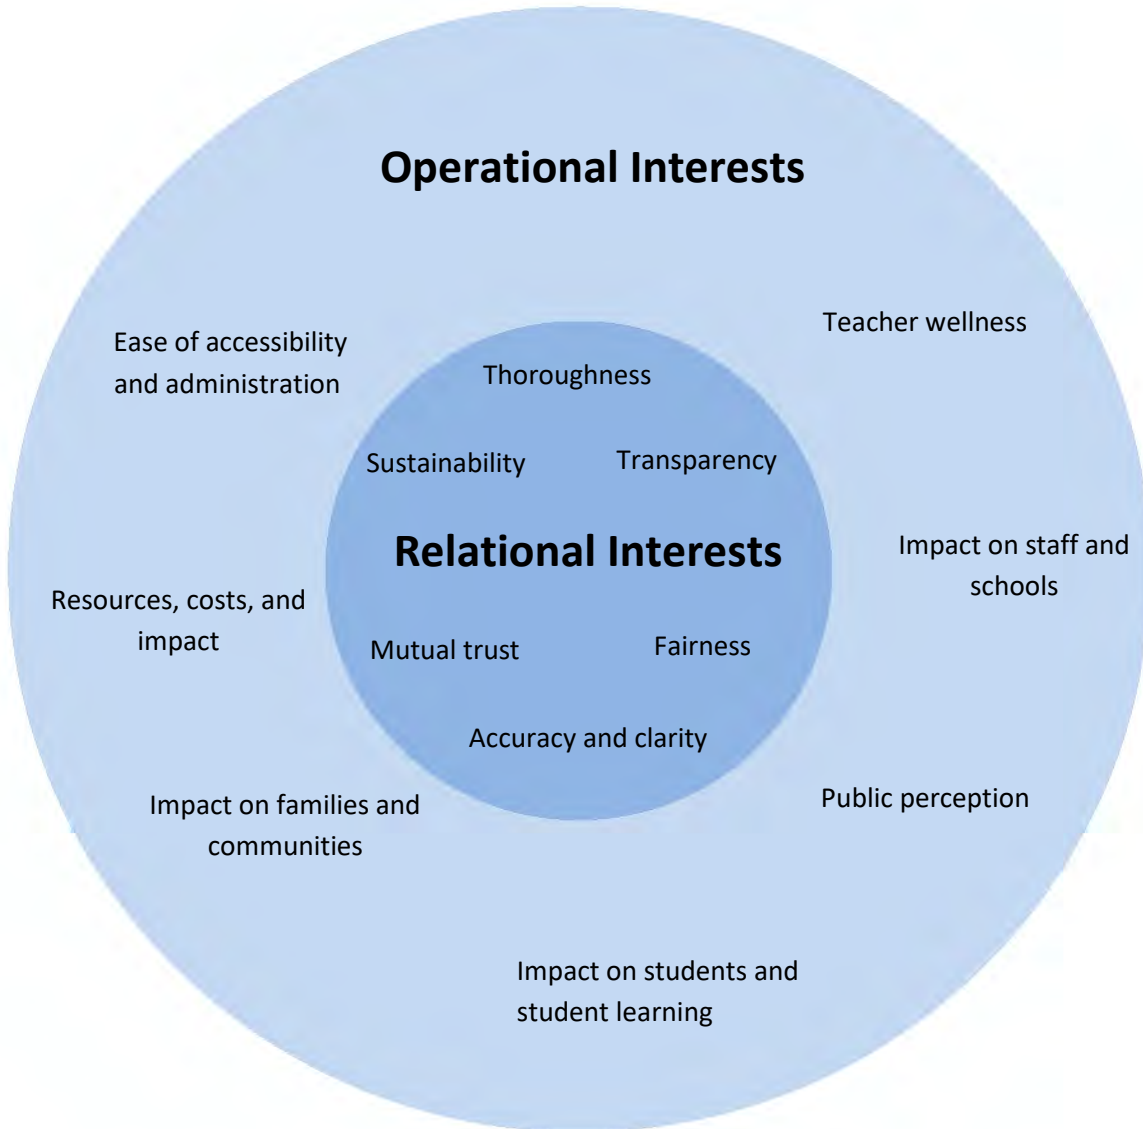 Operational Interests
Teacher wellness
Ease of accessibility
and administration
Thoroughness
Sustainability
Transparency
Relational Interests
Impact on staff and
schools
Resources, costs, and
impact
Mutual trust
Fairness
Accuracy and clarity
Impact on families and
communities
Public perception
Impact on students and
student learning